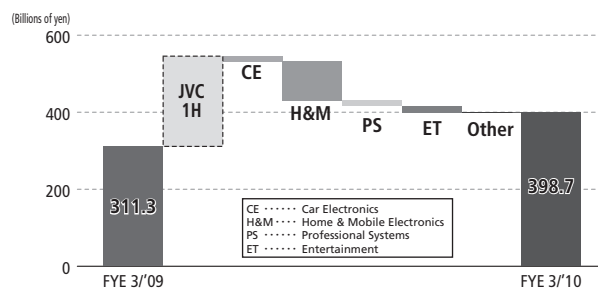 (Billions of yen)
600
400
200
0
311.3
JVC
1H
CE
H&M
PS
ET
Other
398.7
CE ······ Car Electronics
H&M ···· Home & Mobile Electronics
PS ······ Professional Systems
ET ······ Entertainment
FYE 3/'09
FYE 3/'10